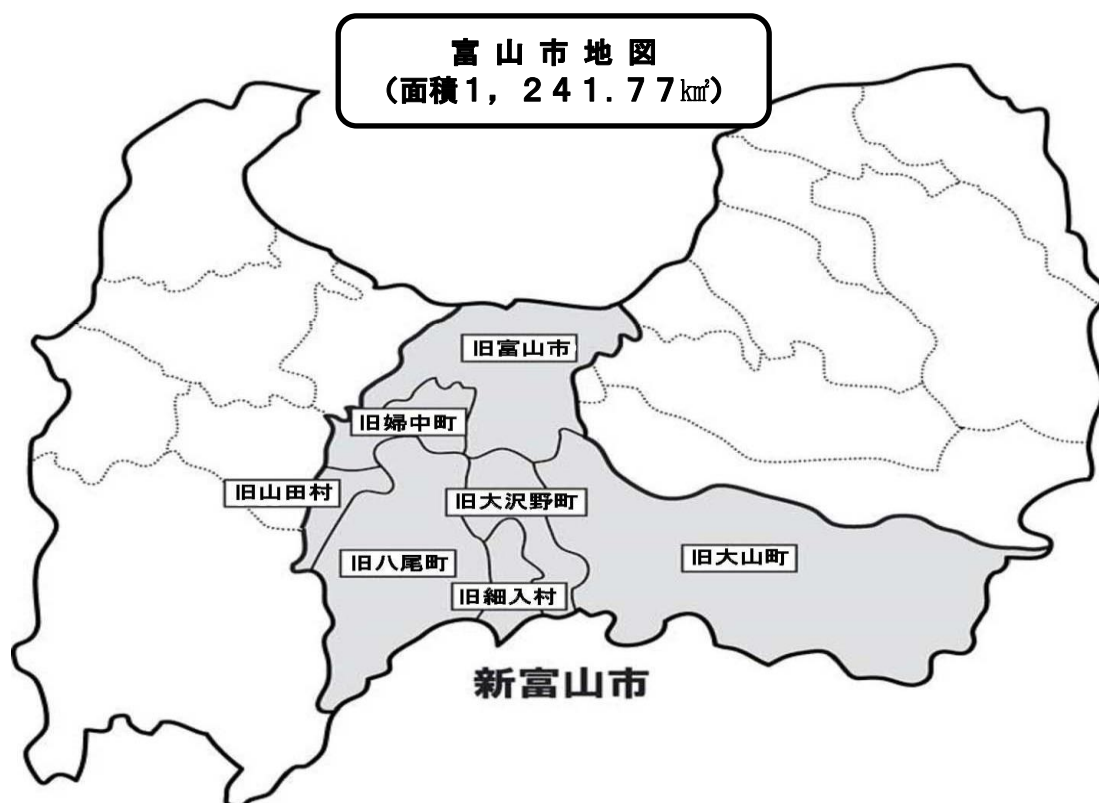 富山市地図
(面積1,241.77㎢)
旧富山市
旧婦中町
旧山田村
旧大沢野町
旧八尾町
旧大山町
旧細入村
新富山市